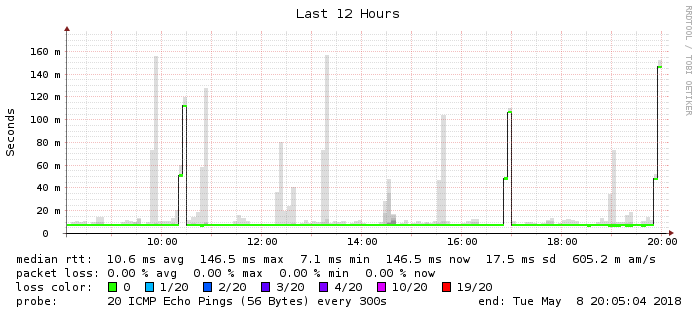 Last 12 Hours
RRDTOOL / TOBI OETIKER
Seconds
160 m
140 m
120 m
100 m
80 m
60 m
40 m
20 m
0
10:00 12:00 14:00 16:00 18:00 20:00
median rtt: 10.6 ms avg 146.5 ms max 7.1 ms min 146.5 ms now 17.5 ms sd 605.2 m am/s
packet loss: 0.00 % avg 0.00 % max 0.00 % min 0.00 % now
loss color: 0 1/20 2/20 3/20 4/20 10/20 19/20
probe: 20 ICMP Echo Pings (56 Bytes) every 300s end: Tue May 8 20:05:04 2018